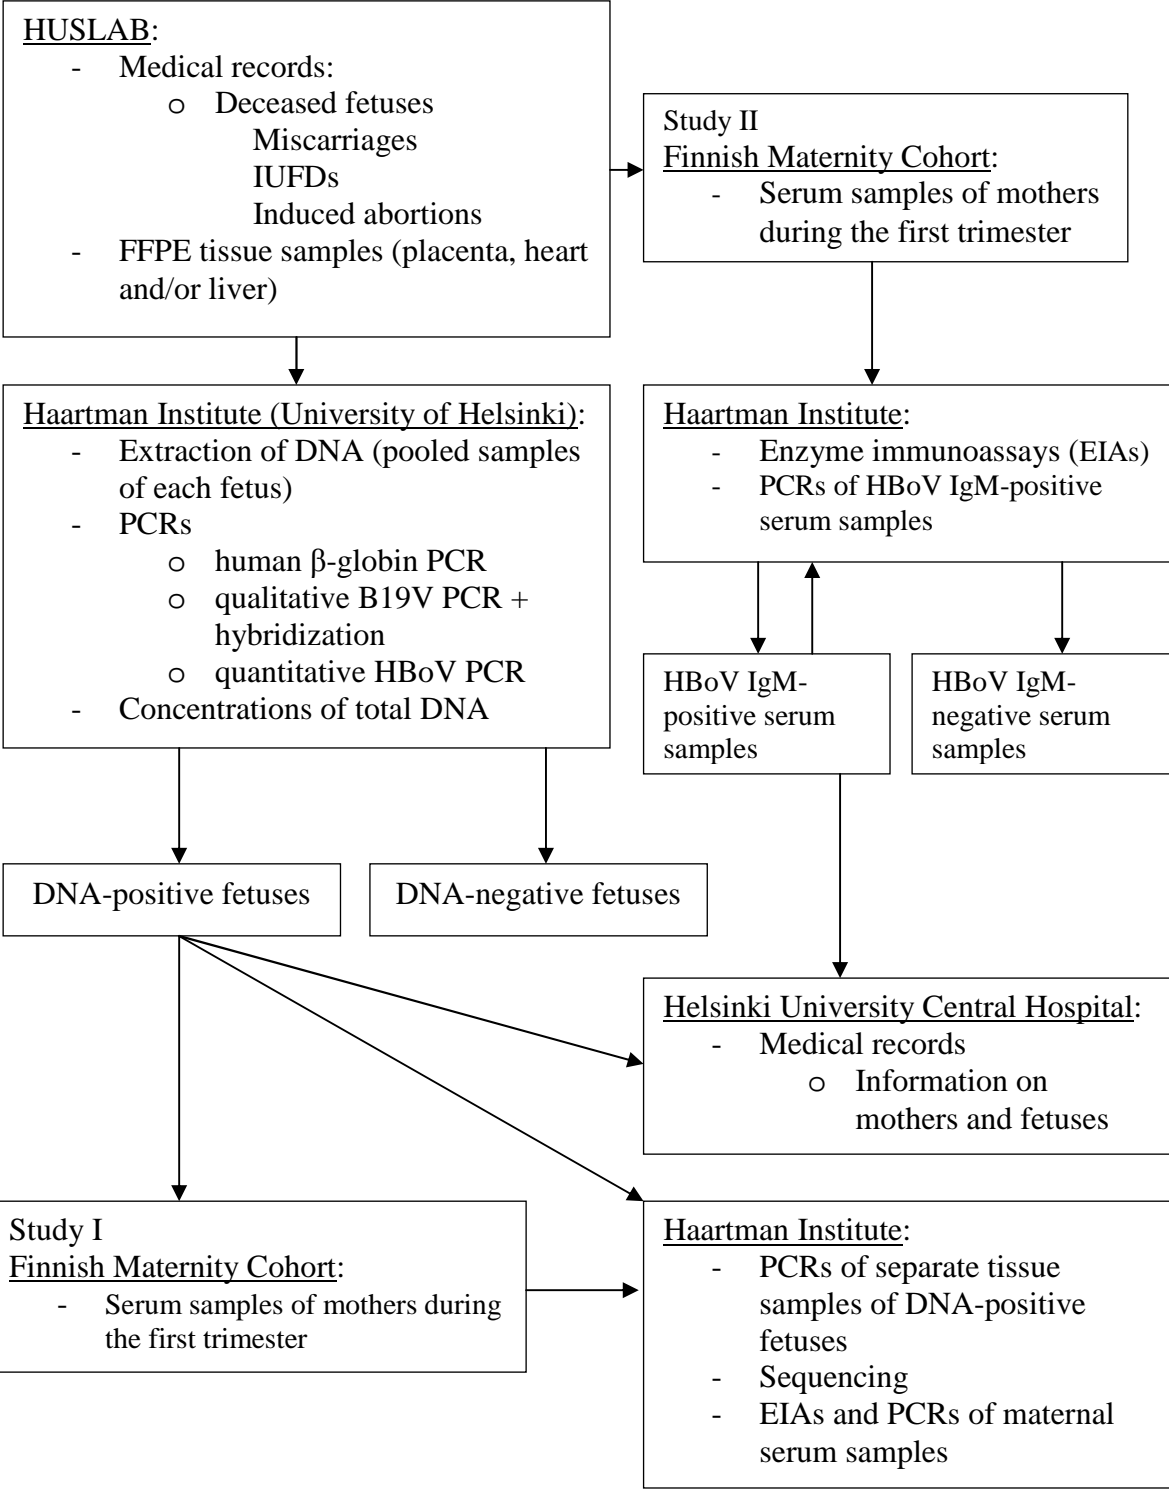 HUSLAB:
- Medical records:
o Deceased fetuses
Miscarriages
IUFDs
Induced abortions
- FFPE tissue samples (placenta, heart
and/or liver)
Study II
Finnish Maternity Cohort:
- Serum samples of mothers
during the first trimester
Haartman Institute (University of Helsinki):
- Extraction of DNA (pooled samples
of each fetus)
- PCRs
o human β-globin PCR
o qualitative B19V PCR +
hybridization
o quantitative HBoV PCR
- Concentrations of total DNA
Haartman Institute:
- Enzyme immunoassays (EIAs)
- PCRs of HBoV IgM-positive
serum samples
HBoV IgM-
positive serum
samples
HBoV IgM-
negative serum
samples
DNA-positive fetuses
DNA-negative fetuses
Helsinki University Central Hospital:
- Medical records
o Information on
mothers and fetuses
Study I
Finnish Maternity Cohort:
- Serum samples of mothers during
the first trimester
Haartman Institute:
- PCRs of separate tissue
samples of DNA-positive
fetuses
- Sequencing
- EIAs and PCRs of maternal
serum samples